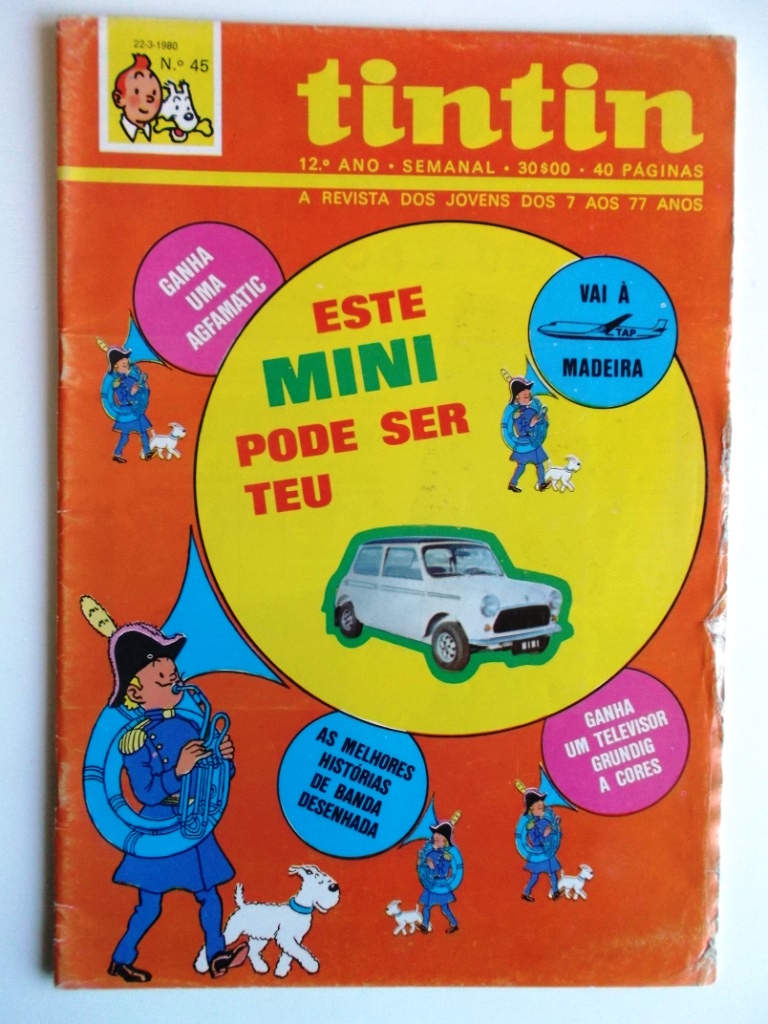 22-3-1980
N.º 45
tintin
12.º ANO • SEMANAL • 30$00 • 40 PÁGINAS
A REVISTA DOS JOVENS DOS 7 AOS 77 ANOS
GANHA
UMA
AGFAMATIC
ESTE
MINI
PODE SER
TEU
VAI À
TAP
MADEIRA
MINI
AS MELHORES
HISTÓRIAS
DE BANDA
DESENHADA
GANHA
UM TELEVISOR
GRUNDIG
A CORES